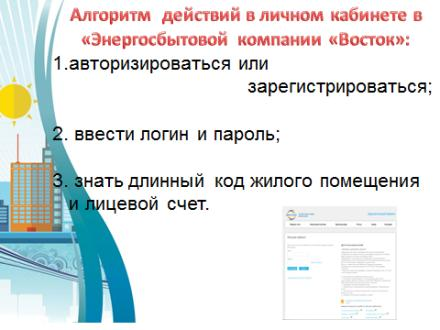 Алгоритм действий в личном кабинете в
«Энергосбытовой компании «Восток»:
1.авторизироваться или
зарегистрироваться;
2. ввести логин и пароль;
3. знать длинный код жилого помещения
и лицевой счет.